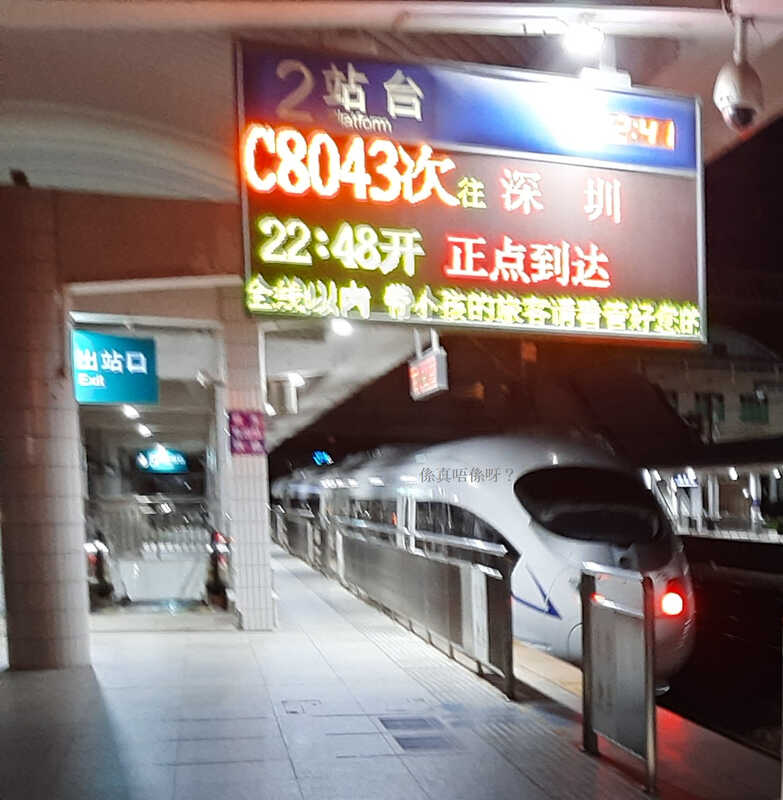 2站台
Platform
C8043次往 深 圳
22:48开 正点到达
全线以内 带小孩的旅客请看管好您的
出站口
Exit
係真唔係呀？